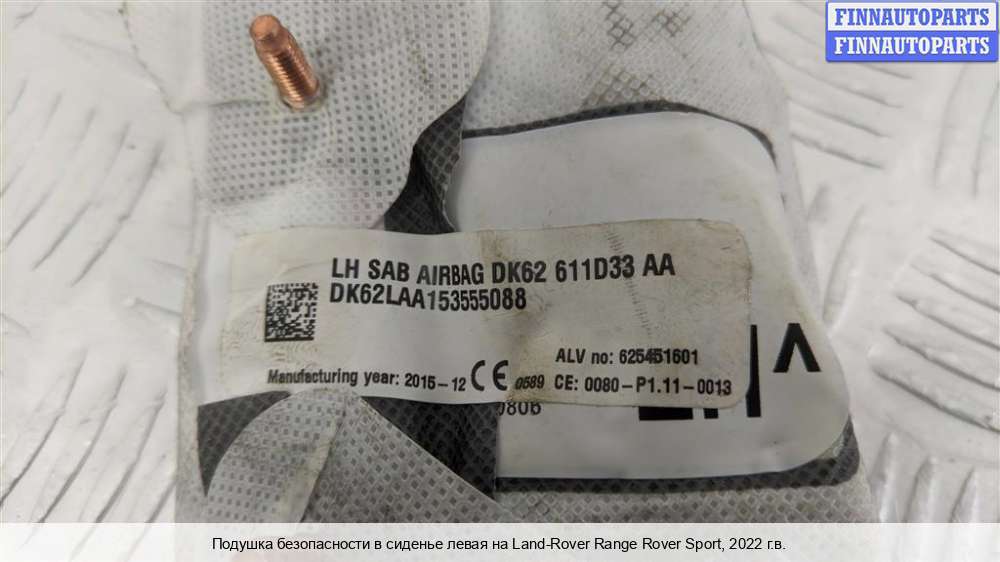 FINNAUTOPARTS
FINNAUTOPARTS
LH SAB AIRBAG DK62 611D33 AA
DK62LAA153555088
ALV no: 625451601
Manufacturing year: 2015-12 CE 0589 CE: 0080-P1.11-0013
Подушка безопасности в сиденье левая на Land-Rover Range Rover Sport, 2022 г.в.